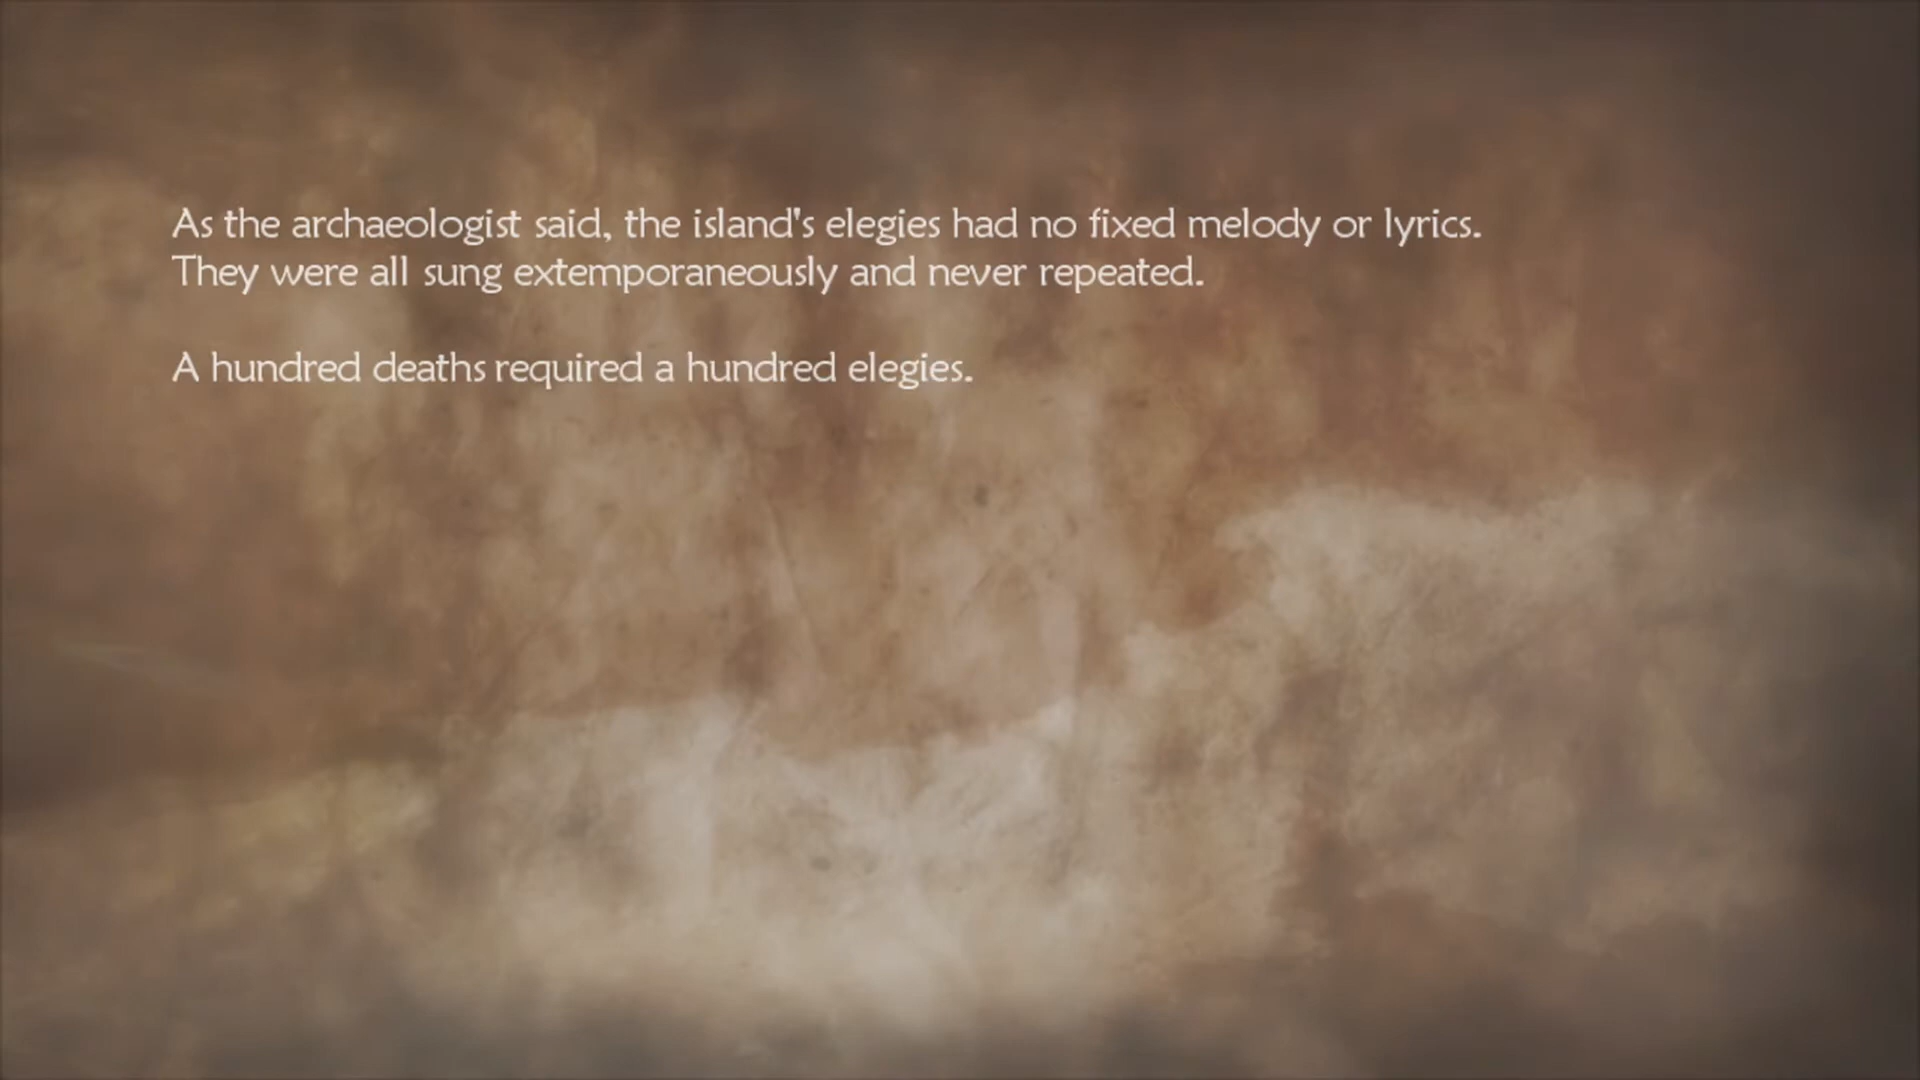 As the archaeologist said, the island's elegies had no fixed melody or lyrics.
They were all sung extemporaneously and never repeated.
A hundred deaths required a hundred elegies.